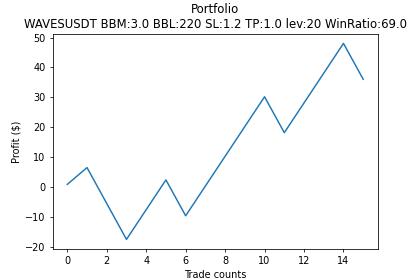 Portfolio
WAVESUSDT BBM:3.0 BBL:220 SL:1.2 TP:1.0 lev:20 WinRatio:69.0
50
40
30
20
10
0
−10
−20
Profit ($)
0 2 4 6 8 10 12 14
Trade counts